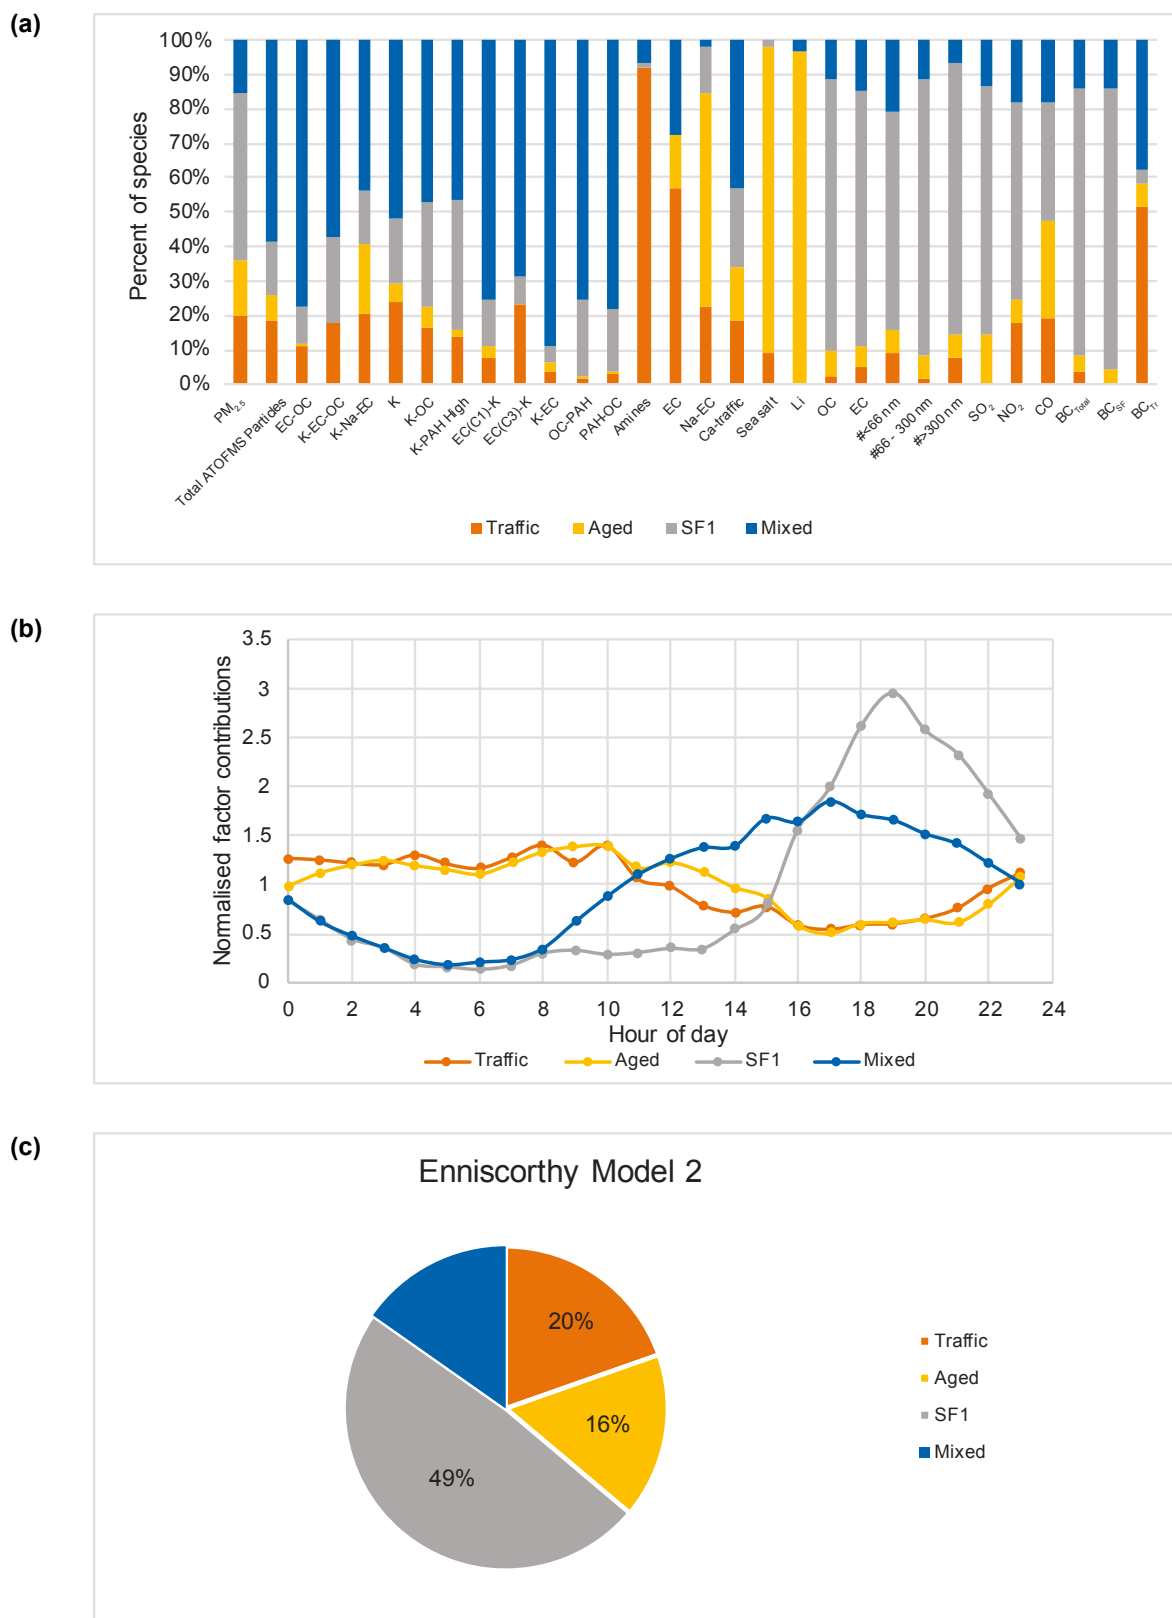 (a)
100%
90%
80%
70%
60%
50%
40%
30%
20%
10%
0%
Percent of species
PM2.5
Total ATOFMS Particles
EC-OC
K-EC-OC
K-Na-EC
K
K-OC
K-PAH High
EC(C1)-K
EC(C3)-K
K-EC
OC-PAH
PAH-OC
Amines
EC
Na-EC
Ca-traffic
Sea salt
Li
OC
EC
#<66 nm
#66 - 300 nm
#>300 nm
SO2
NO2
CO
BCTotal
BCSF
BCTr
Traffic Aged SF1 Mixed
(b)
3.5
3
2.5
2
1.5
1
0.5
0
Normalised factor contributions
0 2 4 6 8 10 12 14 16 18 20 22 24
Hour of day
Traffic Aged SF1 Mixed
(c)
Enniscorthy Model 2
20%
16%
49%
Traffic
Aged
SF1
Mixed